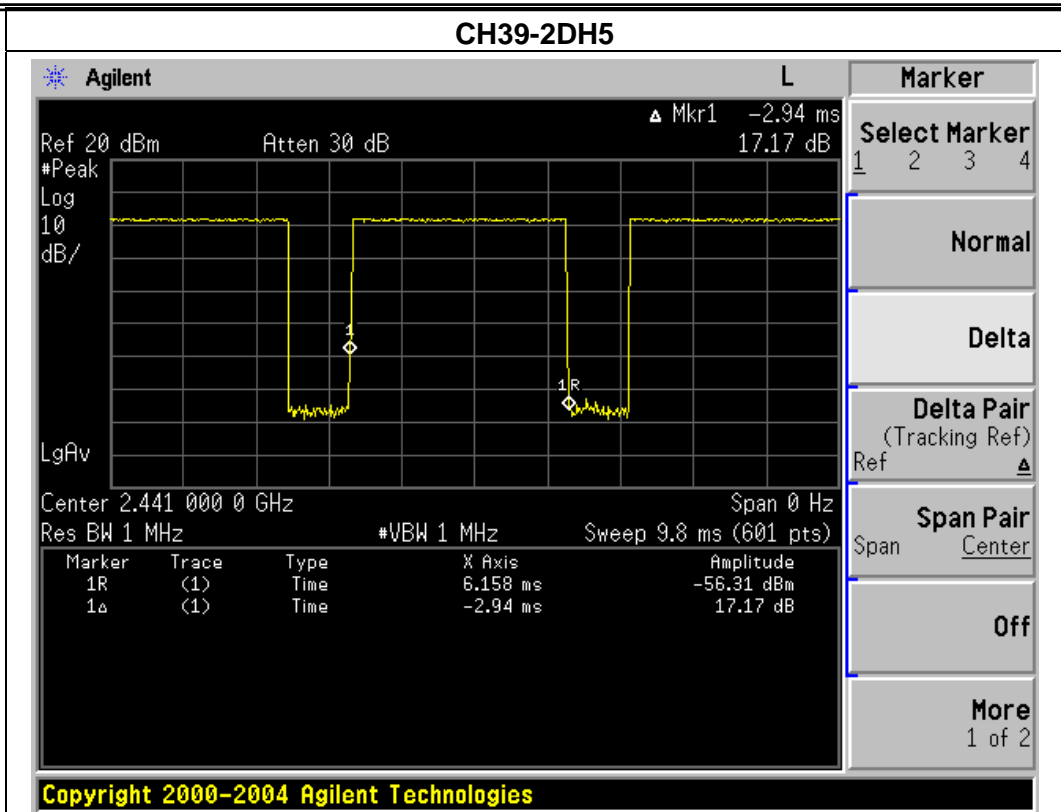 CH39-2DH5
Agilent L
Δ Mkr1 -2.94 ms
Ref 20 dBm Atten 30 dB 17.17 dB
#Peak
Log
10
dB/
1
1R
LgAv
Center 2.441 000 0 GHz Span 0 Hz
Res BW 1 MHz #VBW 1 MHz Sweep 9.8 ms (601 pts)
Marker Trace Type X Axis Amplitude
1R (1) Time 6.158 ms -56.31 dBm
1Δ (1) Time -2.94 ms 17.17 dB
Marker
Select Marker
1 2 3 4
Normal
Delta
Delta Pair
(Tracking Ref)
Ref Δ
Span Pair
Span Center
Off
More
1 of 2
Copyright 2000-2004 Agilent Technologies